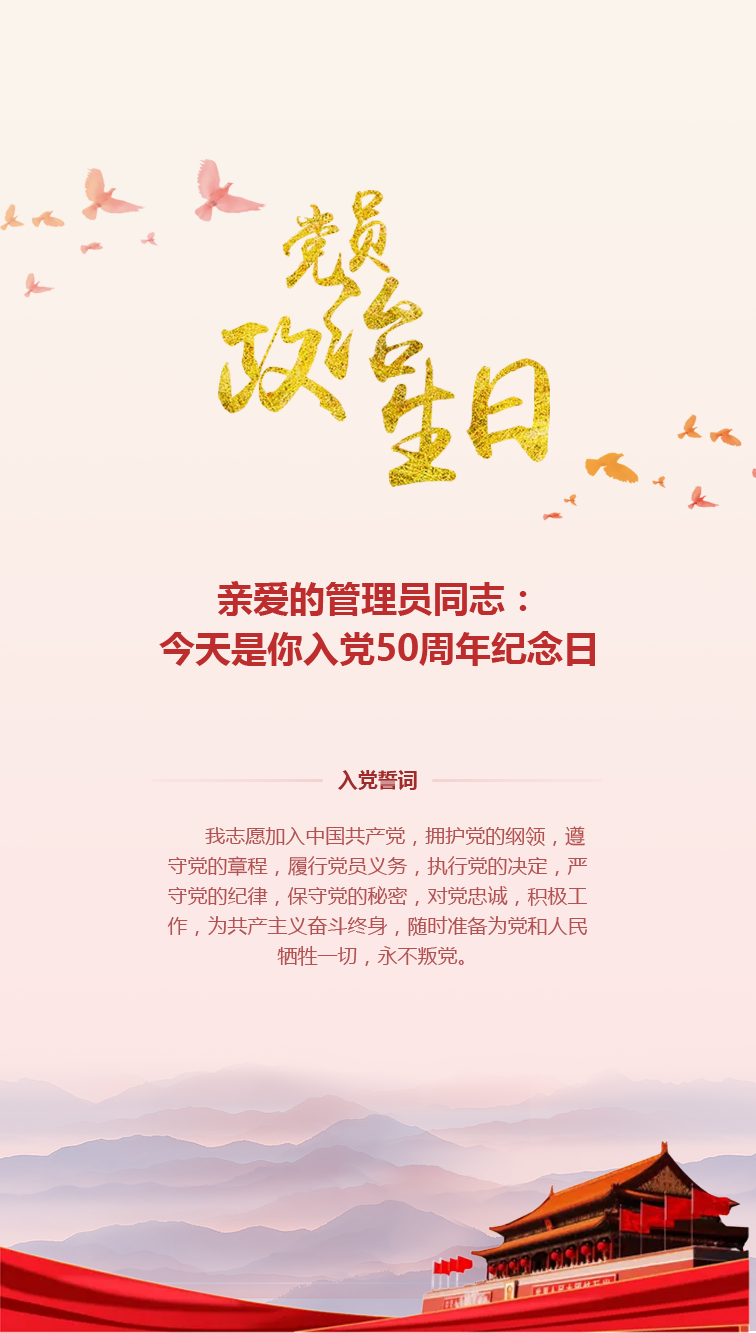 党员
政治
生日
亲爱的管理员同志：
今天是你入党50周年纪念日
入党誓词
我志愿加入中国共产党，拥护党的纲领，遵
守党的章程，履行党员义务，执行党的决定，严
守党的纪律，保守党的秘密，对党忠诚，积极工
作，为共产主义奋斗终身，随时准备为党和人民
牺牲一切，永不叛党。